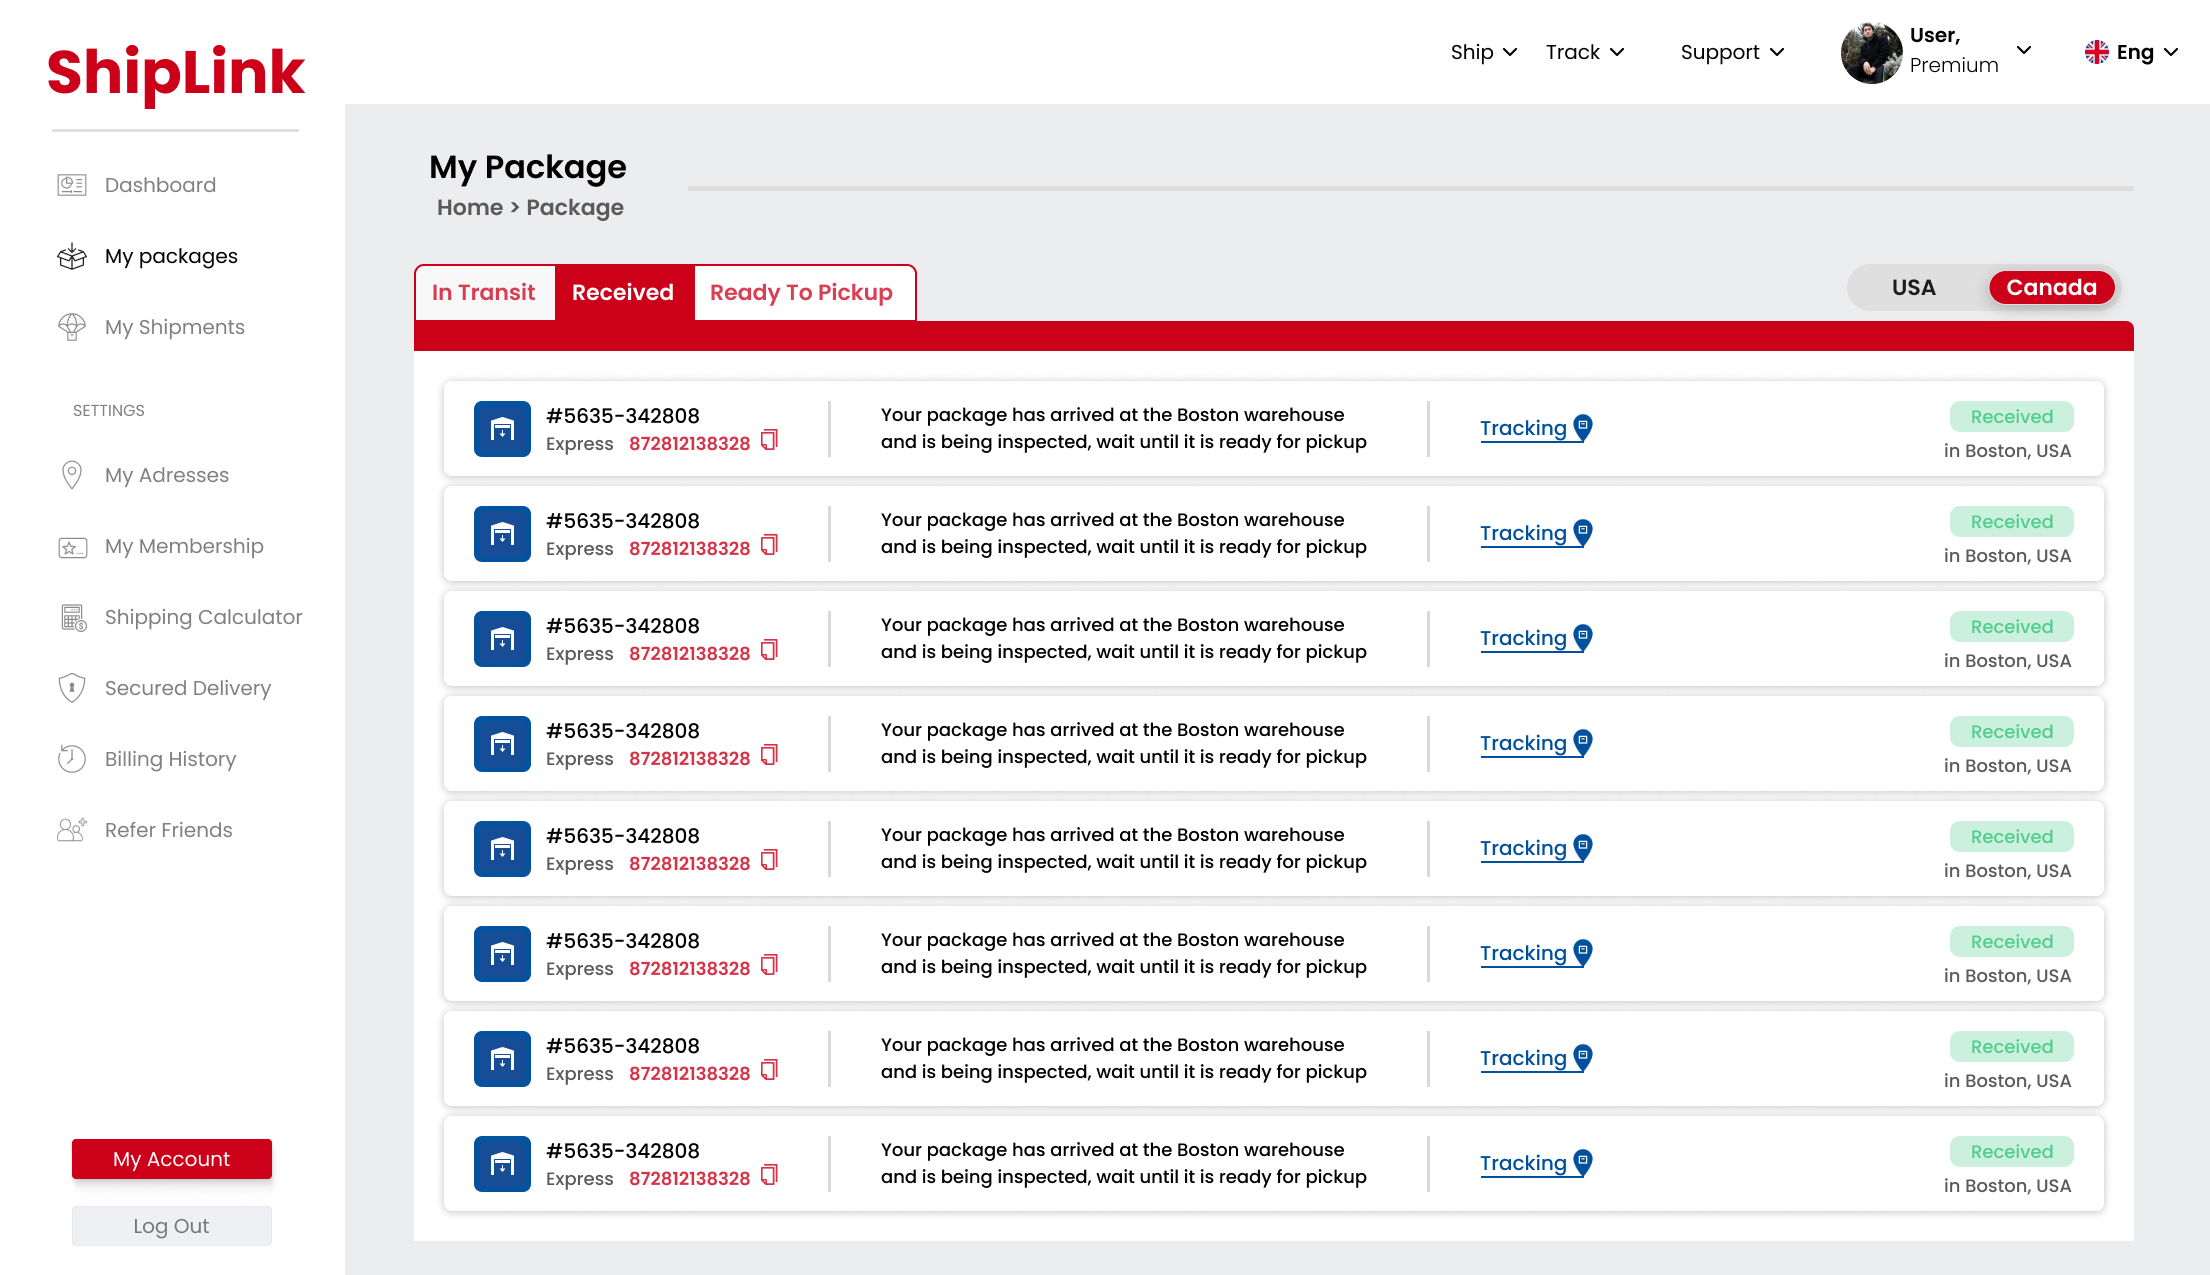 ShipLink
Ship
Track
Support
User,
Premium
Eng
Dashboard
My packages
My Shipments
SETTINGS
My Adresses
My Membership
Shipping Calculator
Secured Delivery
Billing History
Refer Friends
My Account
Log Out
My Package
Home > Package
In Transit
Received
Ready To Pickup
USA
Canada
#5635-342808
Express 872812138328
Your package has arrived at the Boston warehouse
and is being inspected, wait until it is ready for pickup
Tracking
Received
in Boston, USA
#5635-342808
Express 872812138328
Your package has arrived at the Boston warehouse
and is being inspected, wait until it is ready for pickup
Tracking
Received
in Boston, USA
#5635-342808
Express 872812138328
Your package has arrived at the Boston warehouse
and is being inspected, wait until it is ready for pickup
Tracking
Received
in Boston, USA
#5635-342808
Express 872812138328
Your package has arrived at the Boston warehouse
and is being inspected, wait until it is ready for pickup
Tracking
Received
in Boston, USA
#5635-342808
Express 872812138328
Your package has arrived at the Boston warehouse
and is being inspected, wait until it is ready for pickup
Tracking
Received
in Boston, USA
#5635-342808
Express 872812138328
Your package has arrived at the Boston warehouse
and is being inspected, wait until it is ready for pickup
Tracking
Received
in Boston, USA
#5635-342808
Express 872812138328
Your package has arrived at the Boston warehouse
and is being inspected, wait until it is ready for pickup
Tracking
Received
in Boston, USA
#5635-342808
Express 872812138328
Your package has arrived at the Boston warehouse
and is being inspected, wait until it is ready for pickup
Tracking
Received
in Boston, USA